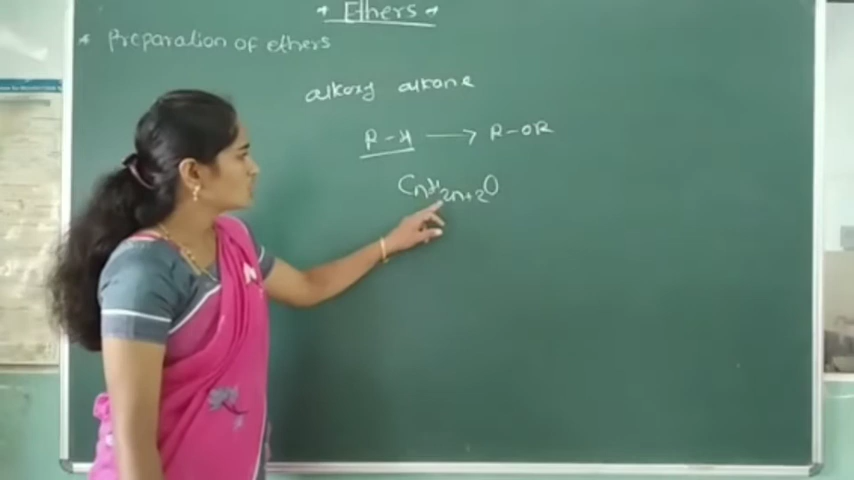 * Ethers *
* Preparation of ethers
alkoxy alkane
R-H → R-OR
CnH2n+2O